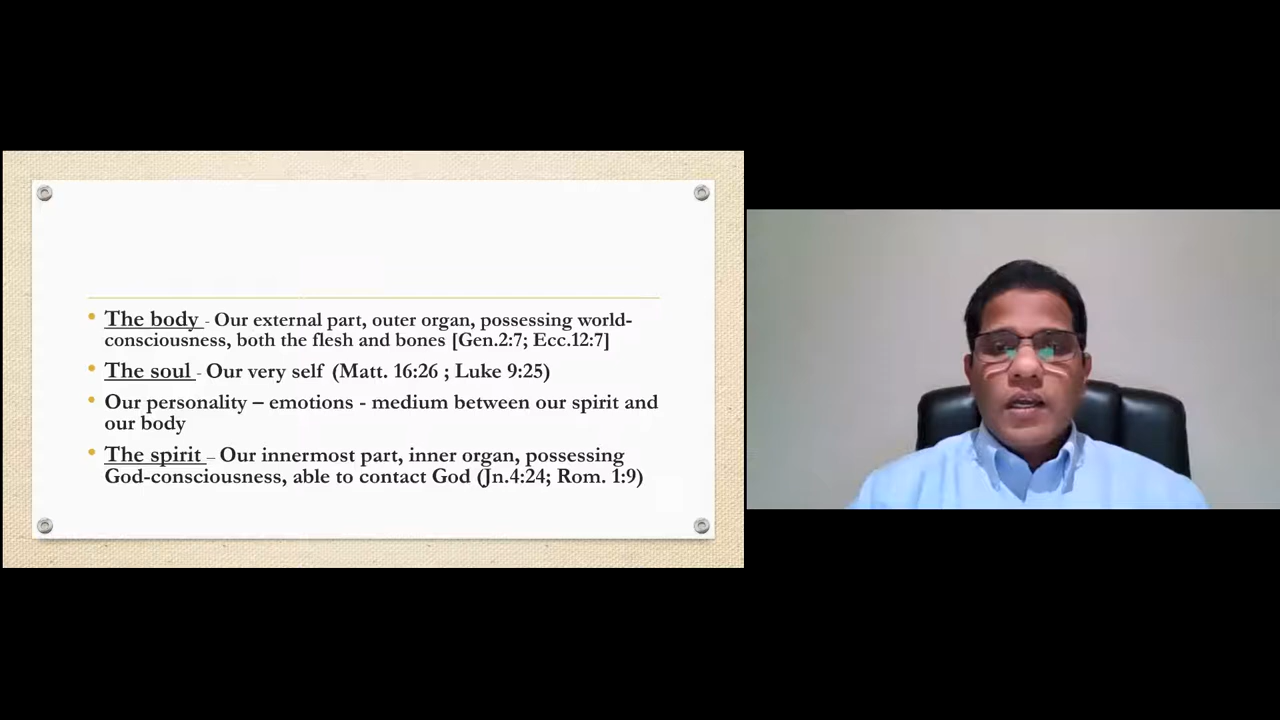 The body - Our external part, outer organ, possessing world-
consciousness, both the flesh and bones [Gen.2:7; Ecc.12:7]
The soul - Our very self (Matt. 16:26 ; Luke 9:25)
Our personality – emotions - medium between our spirit and
our body
The spirit – Our innermost part, inner organ, possessing
God-consciousness, able to contact God (Jn.4:24; Rom. 1:9)